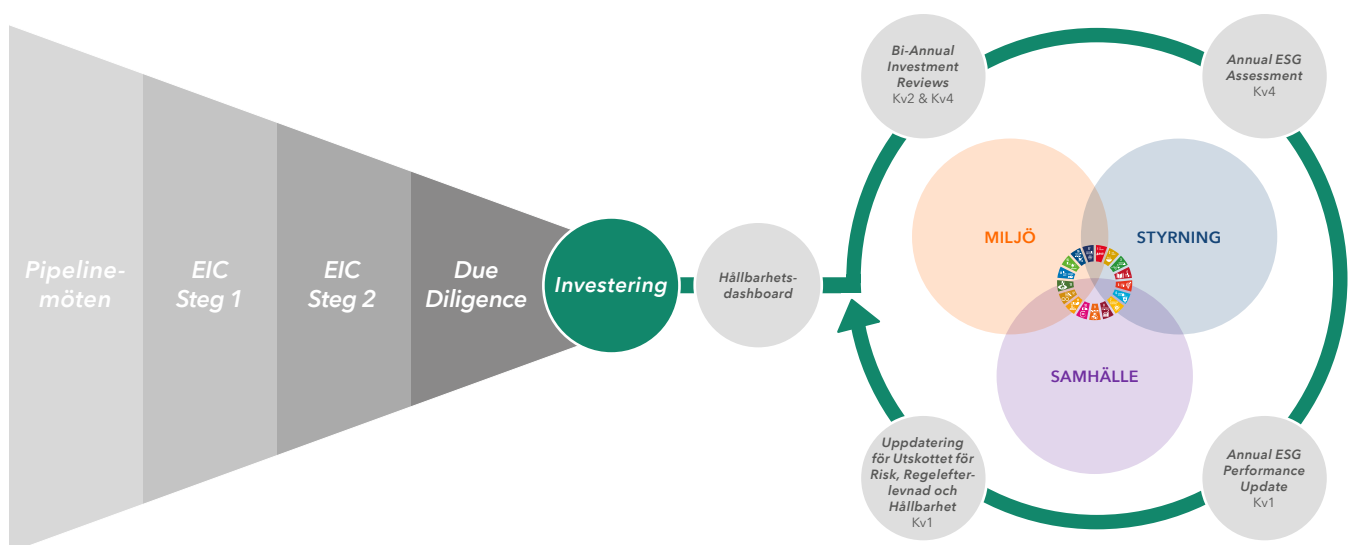 Pipeline-
möten
EIC
Steg 1
EIC
Steg 2
Due
Diligence
Investering
Hållbarhets-
dashboard
Bi-Annual
Investment
Reviews
Kv2 & Kv4
Annual ESG
Assessment
Kv4
MILJÖ
STYRNING
SAMHÄLLE
Uppdatering
för Utskottet för
Risk, Regelefter-
levnad och
Hållbarhet
Kv1
Annual ESG
Performance
Update
Kv1